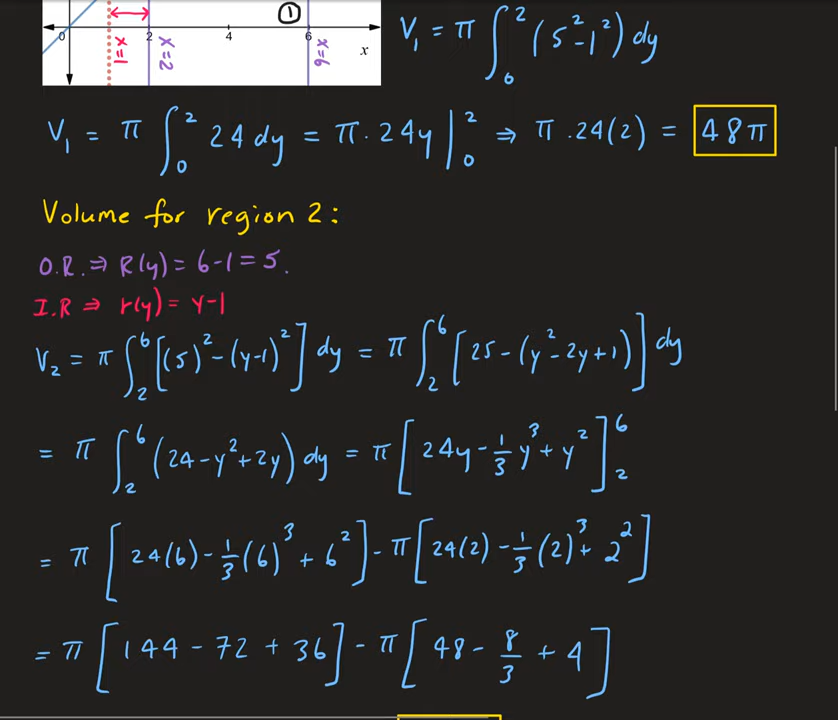 0 2 4 6 x
①
x=1 x=2 x=6
V₁ = π ∫₀² (5² - 1²) dy
V₁ = π ∫₀² 24 dy = π · 24y |₀² ⇒ π . 24(2) = 48π
Volume for region 2:
O.R. ⇒ R(y) = 6-1 = 5.
I.R ⇒ r(y) = y-1
V₂ = π ∫₂⁶ [(5)² - (y-1)²] dy = π ∫₂⁶ [25 - (y² - 2y + 1)] dy
= π ∫₂⁶ (24 - y² + 2y) dy = π [24y - 1/3 y³ + y²]₂⁶
= π [24(6) - 1/3 (6)³ + 6²] - π [24(2) - 1/3 (2)³ + 2²]
= π [144 - 72 + 36] - π [48 - 8/3 + 4]